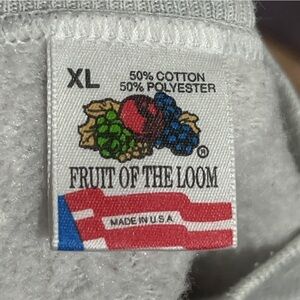 XL
50% COTTON
50% POLYESTER
®
FRUIT OF THE LOOM
MADE IN U.S.A.